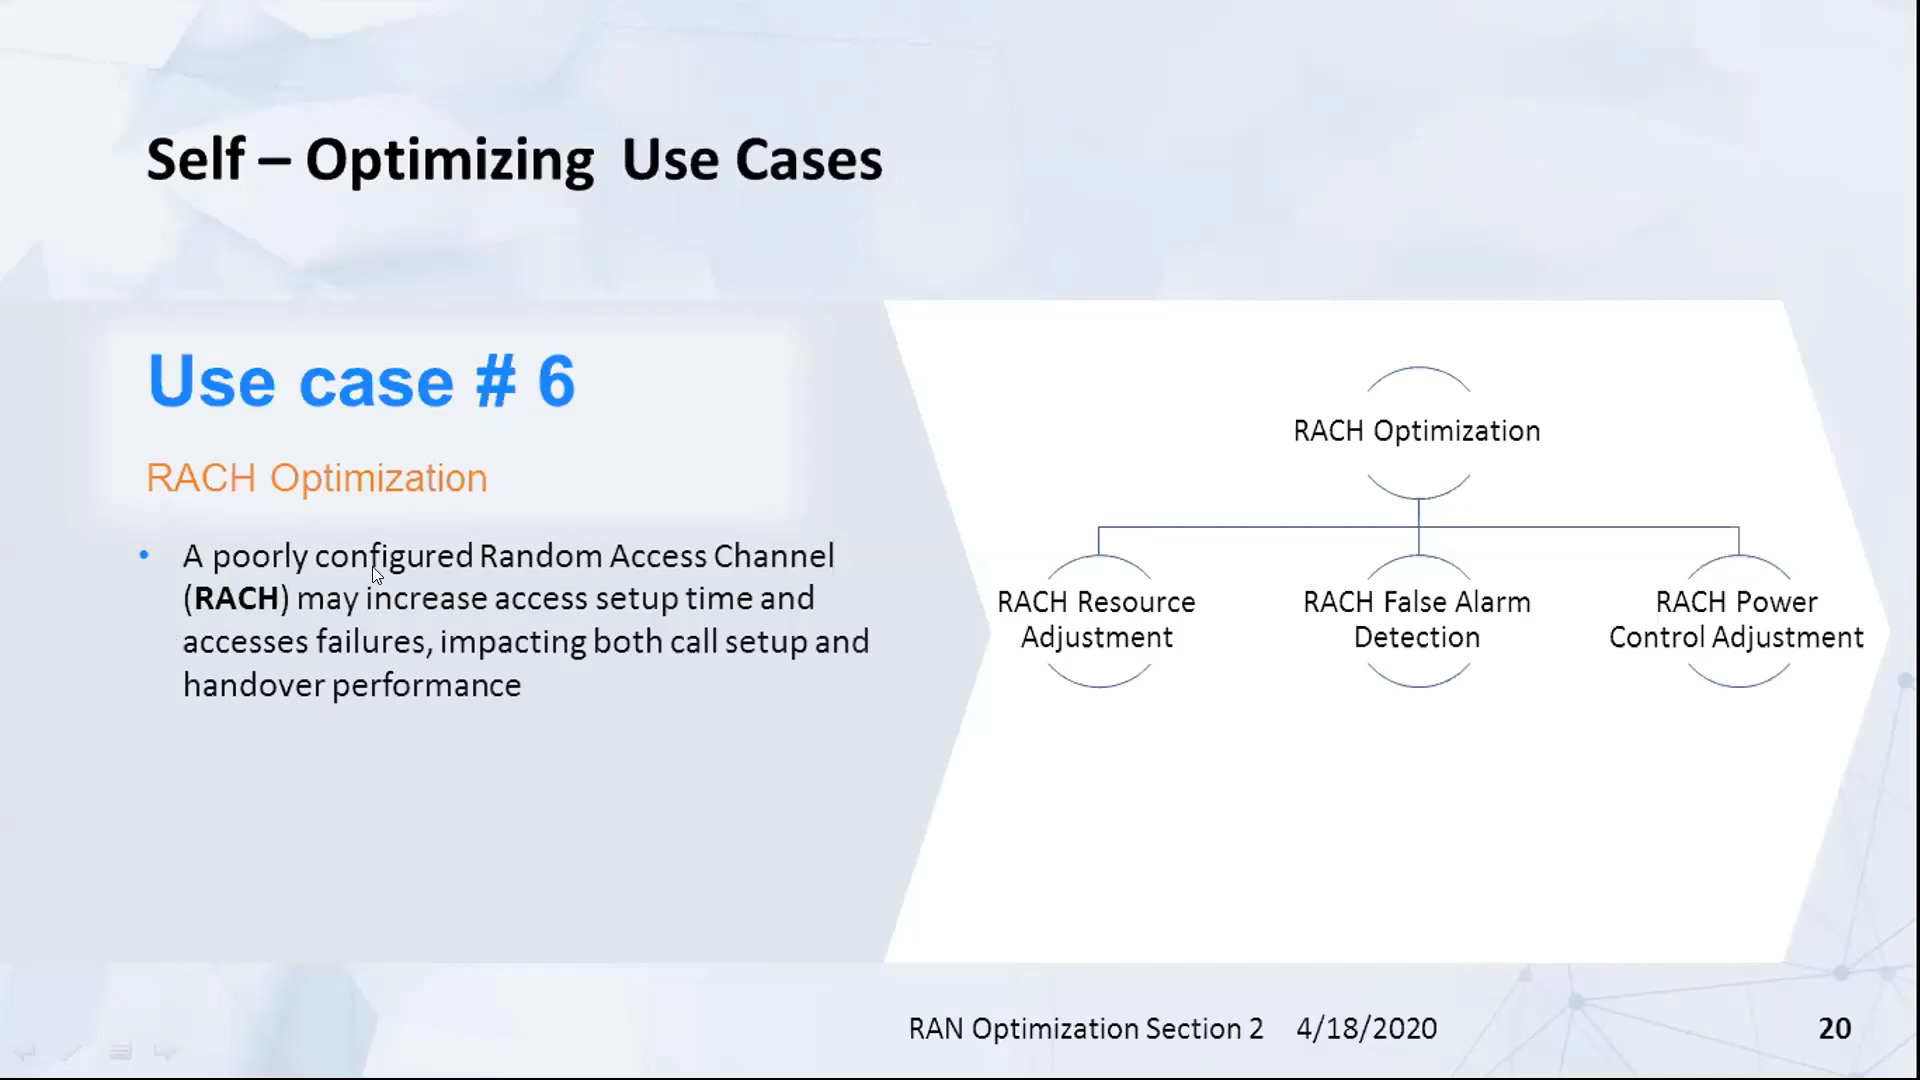 Self – Optimizing  Use Cases
Use case # 6
RACH Optimization
• A poorly configured Random Access Channel
(RACH) may increase access setup time and
accesses failures, impacting both call setup and
handover performance
RACH Optimization
RACH Resource
Adjustment
RACH False Alarm
Detection
RACH Power
Control Adjustment
RAN Optimization Section 2    4/18/2020    20